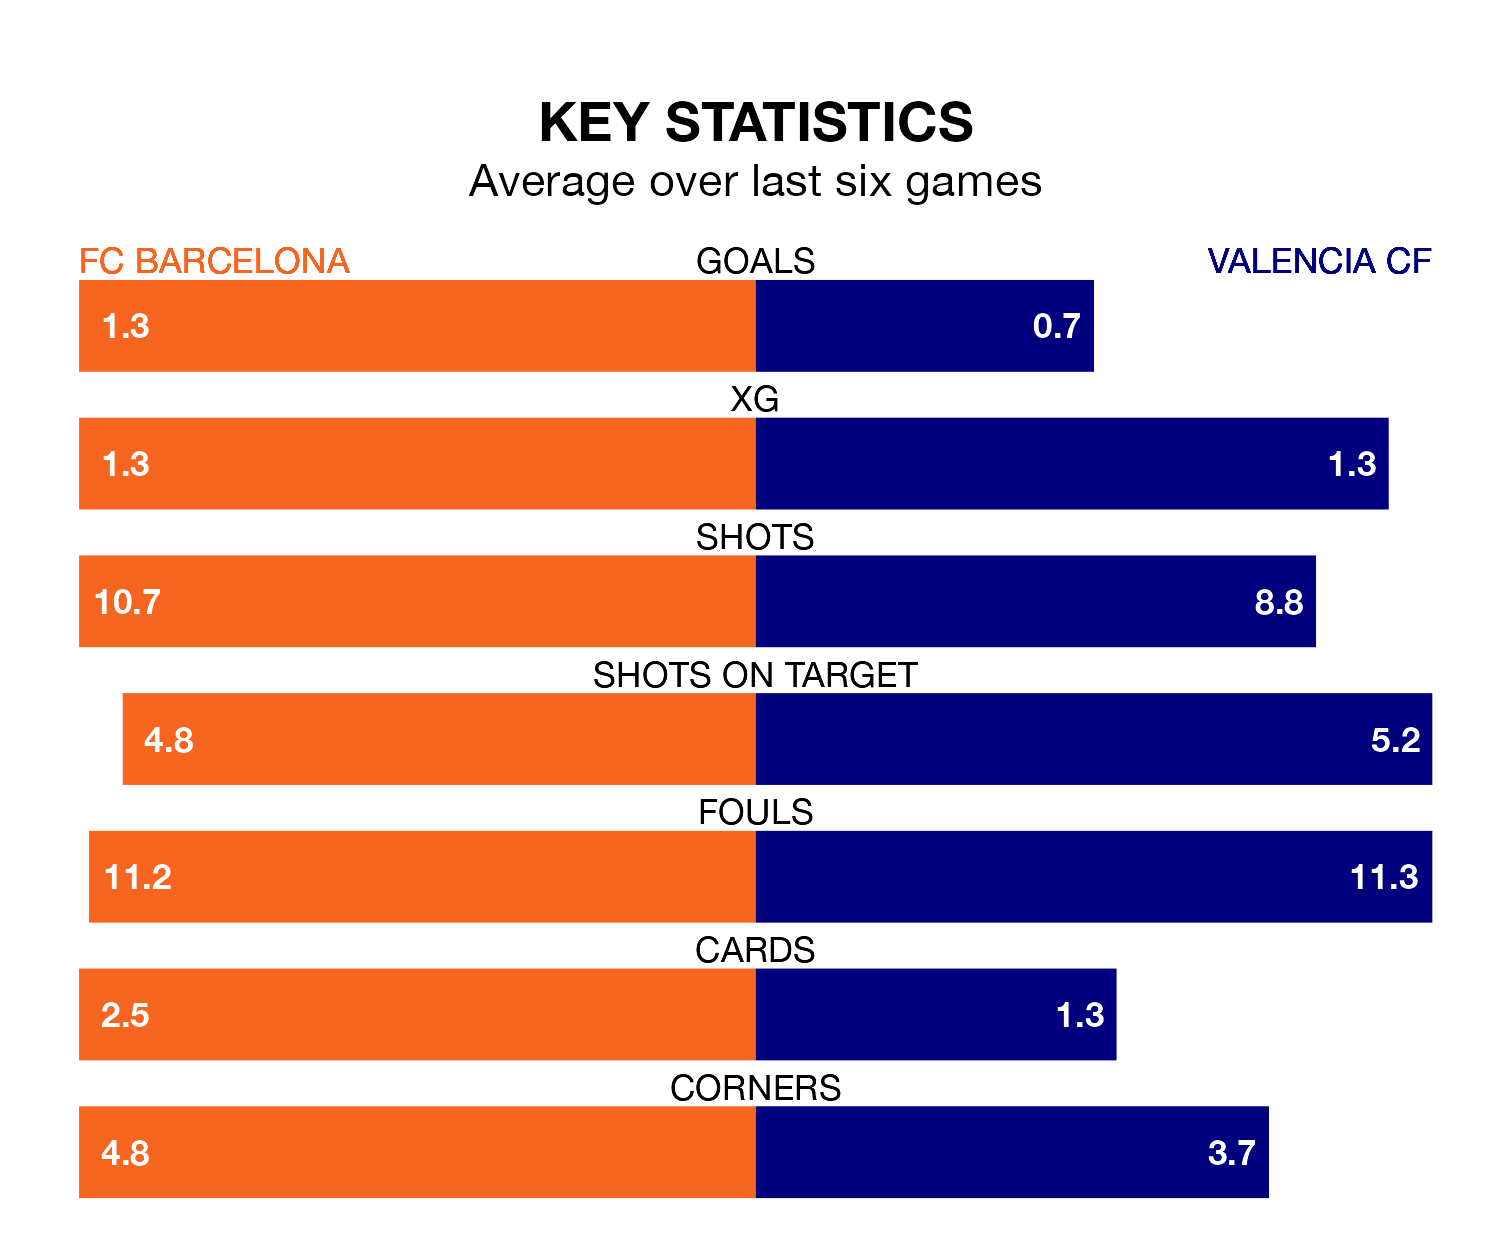 KEY STATISTICS
Average over last six games
FC BARCELONA GOALS VALENCIA CF
1.3 0.7
XG
1.3 1.3
SHOTS
10.7 8.8
SHOTS ON TARGET
4.8 5.2
FOULS
11.2 11.3
CARDS
2.5 1.3
CORNERS
4.8 3.7